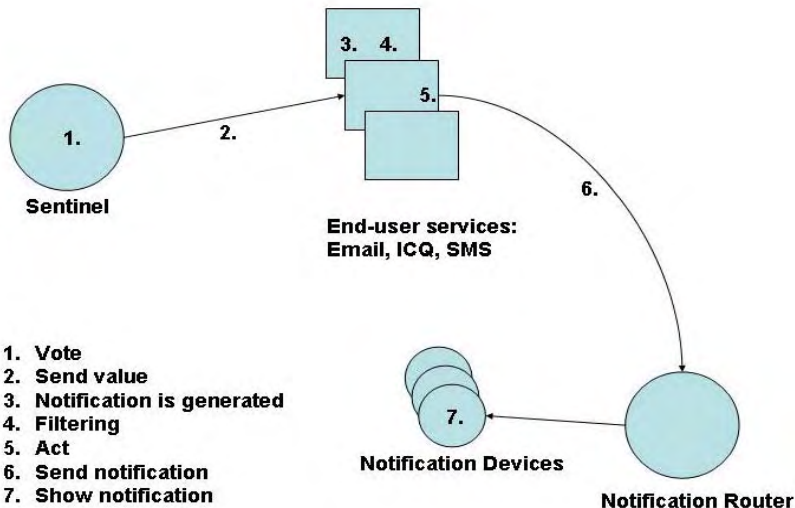 3. 4.
5.
1.
2.
Sentinel
6.
End-user services:
Email, ICQ, SMS
1. Vote
2. Send value
3. Notification is generated
4. Filtering
5. Act
6. Send notification
7. Show notification
7.
Notification Devices
Notification Router